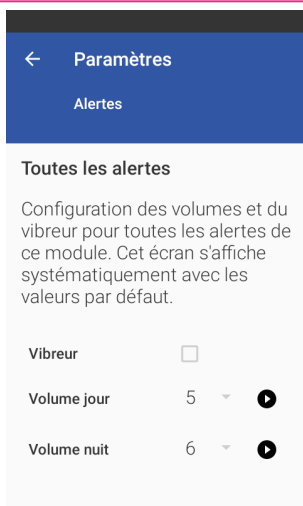 Paramètres
Alertes
Toutes les alertes
Configuration des volumes et du
vibreur pour toutes les alertes de
ce module. Cet écran s'affiche
systématiquement avec les
valeurs par défaut.
Vibreur
Volume jour 5
Volume nuit 6